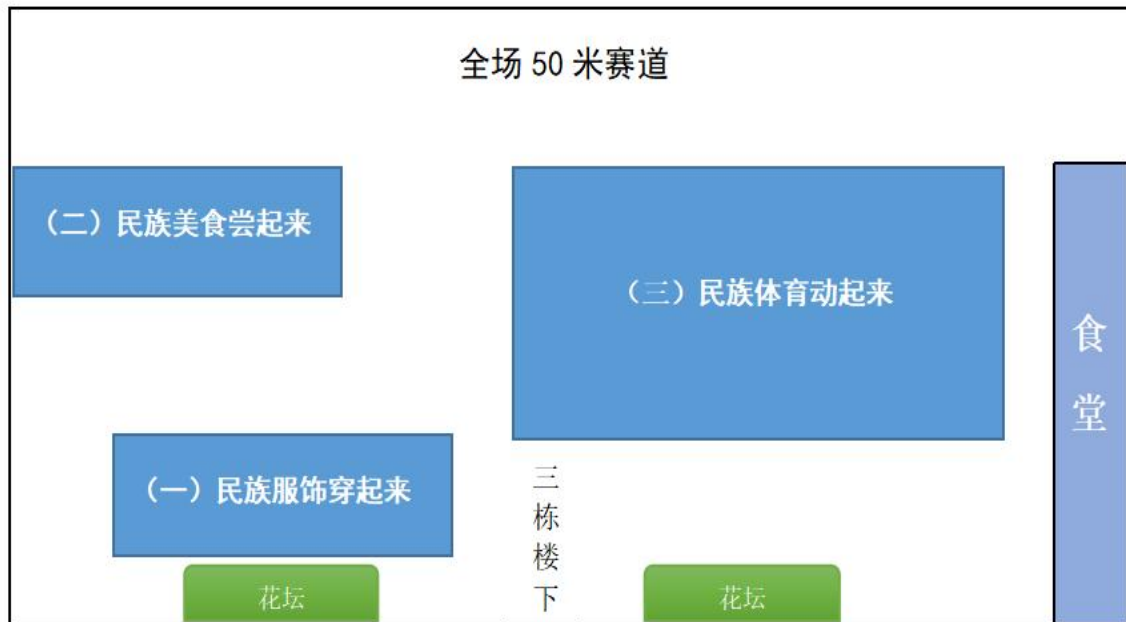 全场 50 米赛道
（二）民族美食尝起来
（三）民族体育动起来
食
堂
（一）民族服饰穿起来
三
栋
楼
下
花坛
花坛